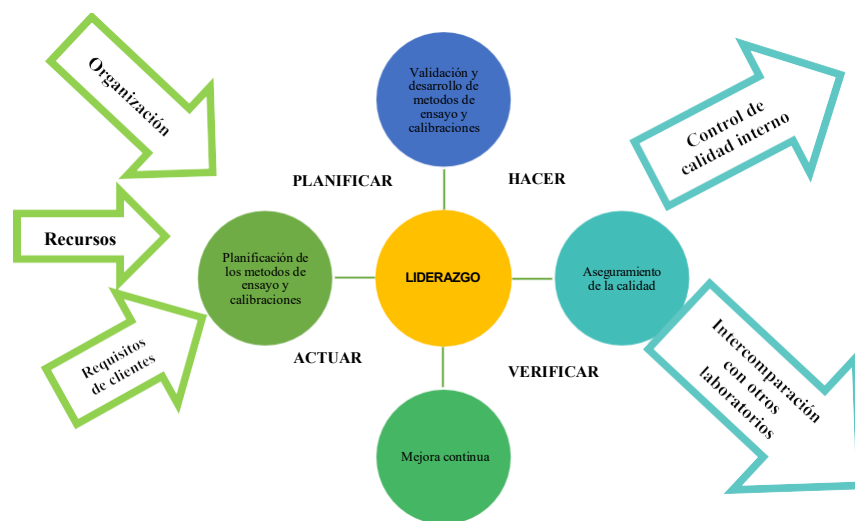 Organización
Recursos
Requisitos
de clientes
Validación y
desarrollo de
metodos de
ensayo y
calibraciones
PLANIFICAR
HACER
Planificación de
los metodos de
ensayo y
calibraciones
LIDERAZGO
Aseguramiento
de la calidad
ACTUAR
VERIFICAR
Mejora continua
Control de
calidad interno
Intercomparación
con otros
laboratorios